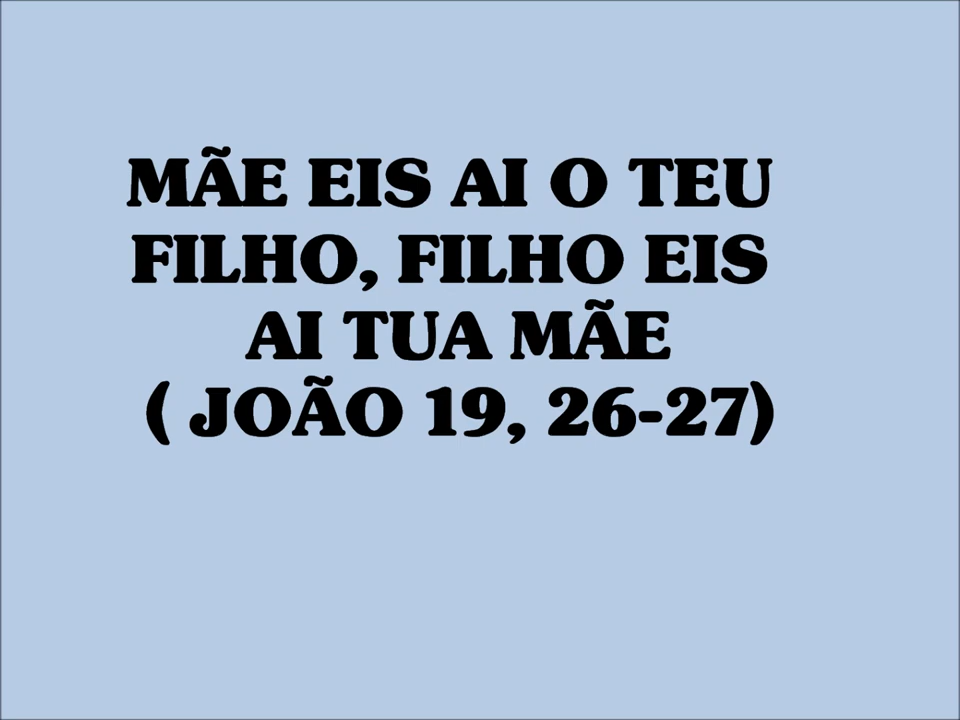 MÃE EIS AI O TEU
FILHO, FILHO EIS
AI TUA MÃE
( JOÃO 19, 26-27)